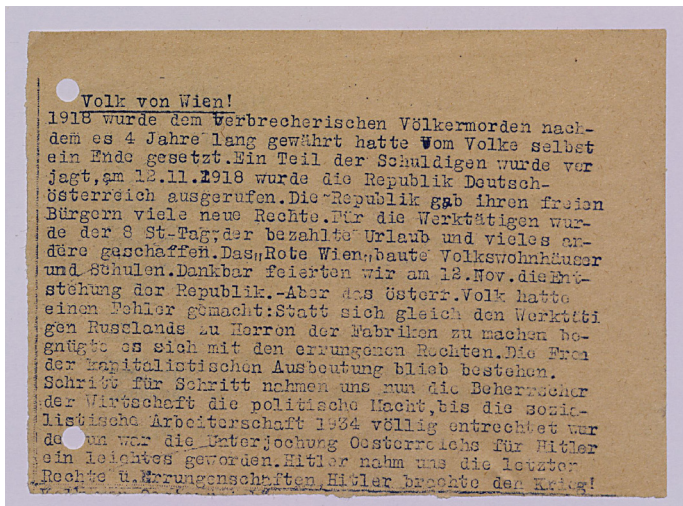 Volk von Wien!
1918 wurde dem verbrecherischen Völkermorden nach-
dem es 4 Jahre lang gewährt hatte vom Volke selbst
ein Ende gesetzt.Ein Teil der Schuldigen wurde ver
jagt,am 12.11.1918 wurde die Republik Deutsch-
österreich ausgerufen.Die Republik gab ihren freien
Bürgern viele neue Rechte.Für die Werktätigen wur-
de der 8 St-Tag,der bezahlte Urlaub und vieles an-
dere geschaffen.Das„Rote Wien„baute Volkswohnhäuser
und Schulen.Dankbar feierten wir am 12.Nov.dieEnt-
stehung der Republik.-Aber das österr.Volk hatte
einen Fehler gemacht:Statt sich gleich den Werktäti
gen Russlands zu Herren der Fabriken zu machen be-
gnügte es sich mit den errungenen Rechten.Die
der kapitalistischen Ausbeutung blieb bestehen.
Schritt für Schritt nahmen uns nun die Beherrscher
der Wirtschaft die politische Macht,bis die sozia-
listische Arbeiterschaft 1934 völlig entrechtet wur
de un war die Unterjochung Oesterreichs für Hitler
ein leichtes geworden.Hitler nahm uns die letzten
Rechte u.Errungenschaften,Hitler brachte den Krieg!